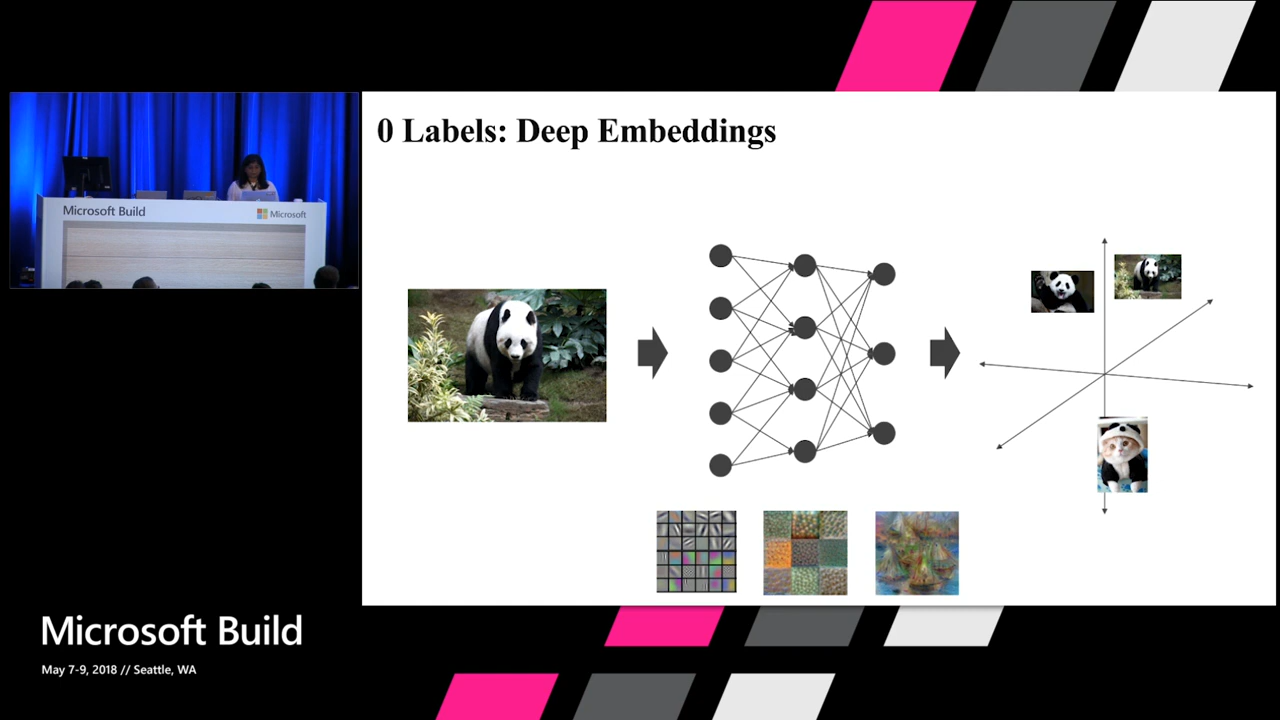 0 Labels: Deep Embeddings
Microsoft Build
Microsoft
Microsoft Build
May 7-9, 2018 // Seattle, WA